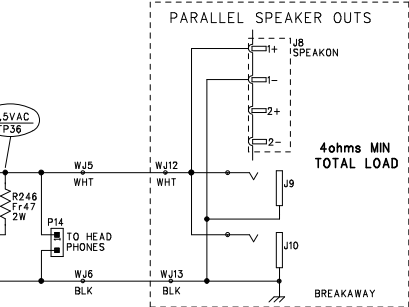 PARALLEL SPEAKER OUTS
J8
SPEAKON
1+
1-
2+
2-
4ohms MIN
TOTAL LOAD
.5VAC
TP36
WJ5
WHT
WJ12
WHT
R246
Fr47
2W
P14
TO HEAD
PHONES
J9
J10
WJ6
BLK
WJ13
BLK
BREAKAWAY